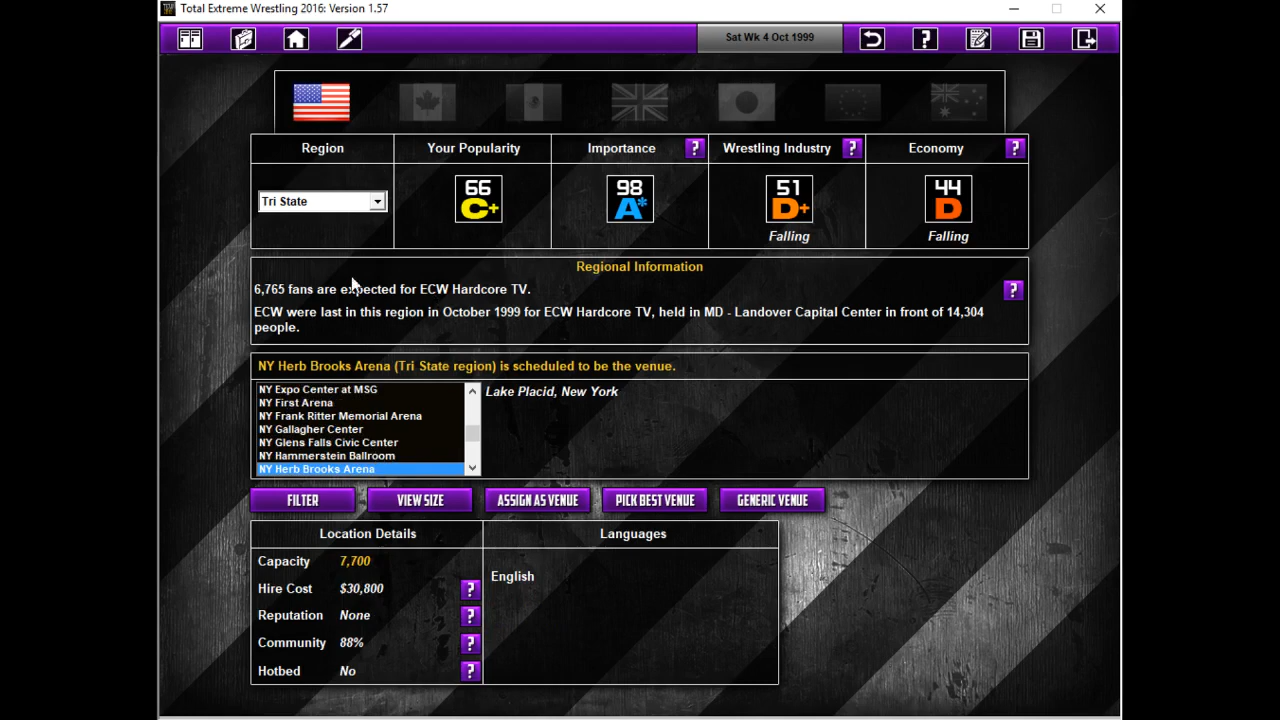 Total Extreme Wrestling 2016: Version 1.57
Sat Wk 4 Oct 1999
Region
Your Popularity
Importance ?
Wrestling Industry ?
Economy ?
Tri State
66 C+
98 A*
51 D+
44 D
Falling
Falling
Regional Information
6,765 fans are expected for ECW Hardcore TV.
?
ECW were last in this region in October 1999 for ECW Hardcore TV, held in MD - Landover Capital Center in front of 14,304
people.
NY Herb Brooks Arena (Tri State region) is scheduled to be the venue.
NY Expo Center at MSG
NY First Arena
NY Frank Ritter Memorial Arena
NY Gallagher Center
NY Glens Falls Civic Center
NY Hammerstein Ballroom
NY Herb Brooks Arena
Lake Placid, New York
FILTER
VIEW SIZE
ASSIGN AS VENUE
PICK BEST VENUE
GENERIC VENUE
Location Details
Languages
Capacity 7,700
Hire Cost $30,800 ?
Reputation None ?
Community 88% ?
Hotbed No ?
English